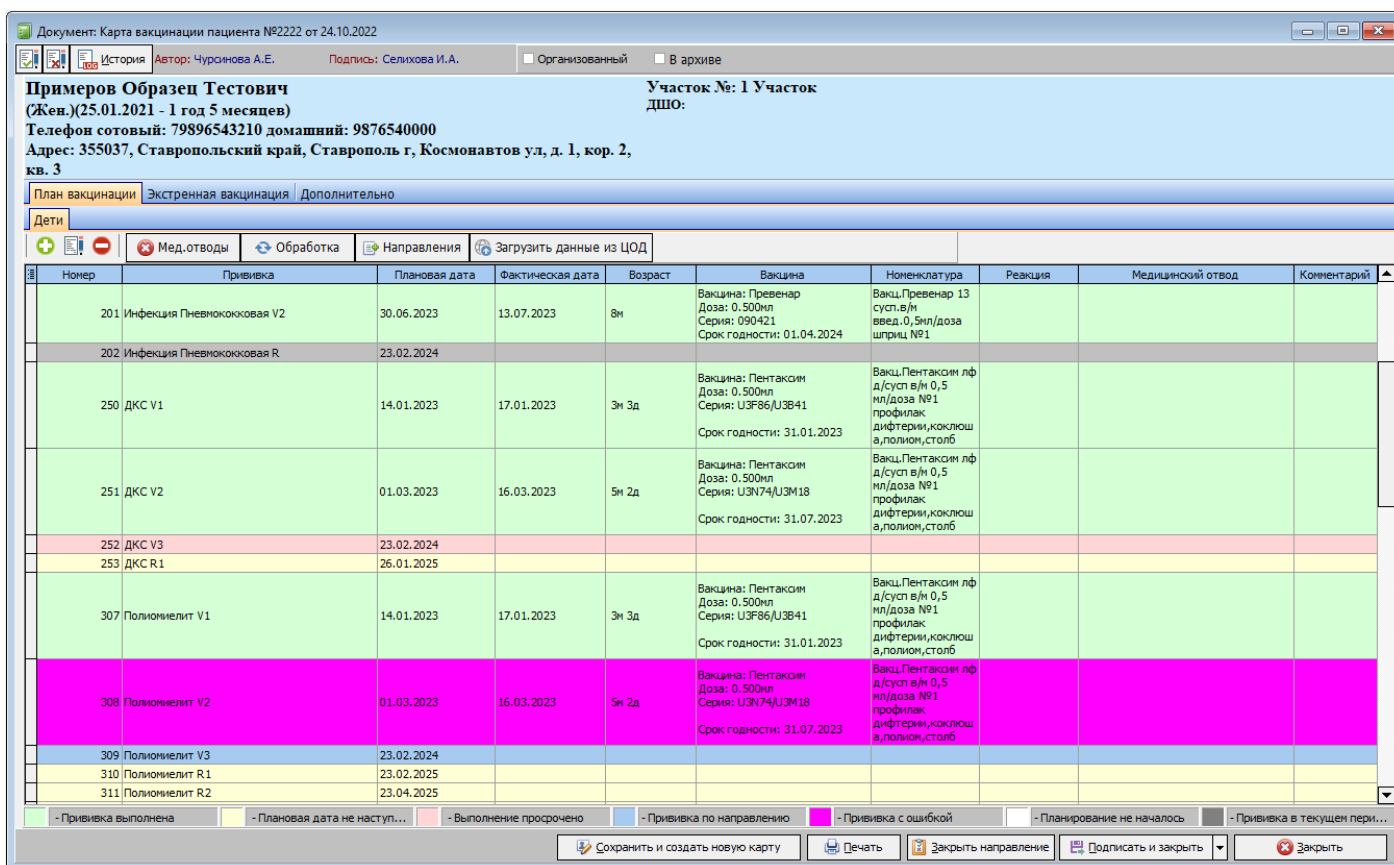 Документ: Карта вакцинации пациента №2222 от 24.10.2022
LOG История Автор: Чурсинова А.Е. Подпись: Селихова И.А. Организованный В архиве
Примеров Образец Тестович Участок №: 1 Участок
(Жен.)(25.01.2021 - 1 год 5 месяцев) ДШО:
Телефон сотовый: 79896543210 домашний: 9876540000
Адрес: 355037, Ставропольский край, Ставрополь г, Космонавтов ул, д. 1, кор. 2,
кв. 3
План вакцинации Экстренная вакцинация Дополнительно
Дети
Мед.отводы Обработка Направления Загрузить данные из ЦОД
Номер Прививка Плановая дата Фактическая дата Возраст Вакцина Номенклатура Реакция Медицинский отвод Комментарий
Вакцина: Превенар Вакц.Превенар 13
Доза: 0.500мл сусп.в/м
201 Инфекция Пневмококковая V2 30.06.2023 13.07.2023 8м Серия: 090421 введ.0,5мл/доза
Срок годности: 01.04.2024 шприц №1
202 Инфекция Пневмококковая R 23.02.2024
Вакц.Пентаксим лф
Вакцина: Пентаксим д/сусп в/м 0,5
Доза: 0.500мл мл/доза №1
250 ДКС V1 14.01.2023 17.01.2023 3м 3д Серия: U3F86/U3B41 профилак
дифтерии,коклюш
Срок годности: 31.01.2023 а,полиом,столб
Вакц.Пентаксим лф
Вакцина: Пентаксим д/сусп в/м 0,5
Доза: 0.500мл мл/доза №1
251 ДКС V2 01.03.2023 16.03.2023 5м 2д Серия: U3N74/U3M18 профилак
дифтерии,коклюш
Срок годности: 31.07.2023 а,полиом,столб
252 ДКС V3 23.02.2024
253 ДКС R1 26.01.2025
Вакц.Пентаксим лф
Вакцина: Пентаксим д/сусп в/м 0,5
Доза: 0.500мл мл/доза №1
307 Полиомиелит V1 14.01.2023 17.01.2023 3м 3д Серия: U3F86/U3B41 профилак
дифтерии,коклюш
Срок годности: 31.01.2023 а,полиом,столб
Вакц.Пентаксим лф
Вакцина: Пентаксим д/сусп в/м 0,5
Доза: 0.500мл мл/доза №1
308 Полиомиелит V2 01.03.2023 16.03.2023 5м 2д Серия: U3N74/U3M18 профилак
дифтерии,коклюш
Срок годности: 31.07.2023 а,полиом,столб
309 Полиомиелит V3 23.02.2024
310 Полиомиелит R1 23.02.2025
311 Полиомиелит R2 23.04.2025
- Прививка выполнена - Плановая дата не наступ... - Выполнение просрочено - Прививка по направлению - Прививка с ошибкой - Планирование не началось - Прививка в текущем пери...
Сохранить и создать новую карту Печать Закрыть направление Подписать и закрыть Закрыть